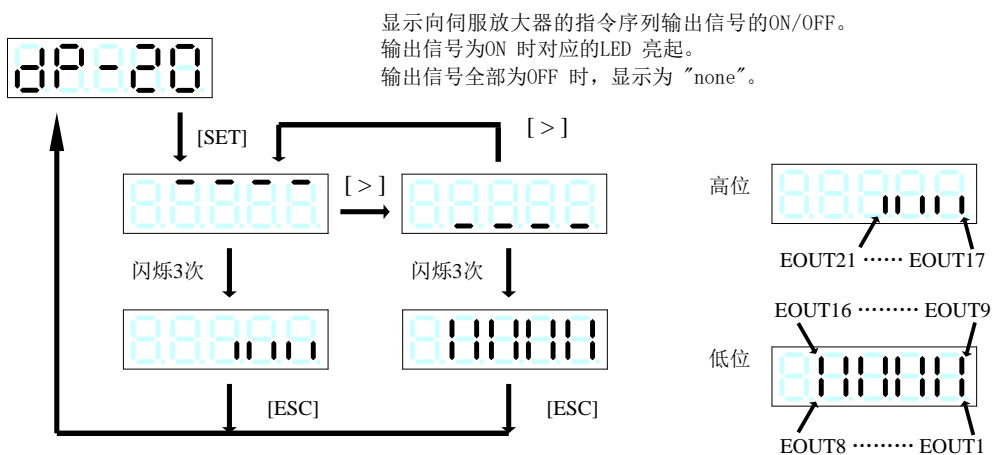 显示向伺服放大器的指令序列输出信号的ON/OFF。
输出信号为ON 时对应的LED 亮起。
输出信号全部为OFF 时，显示为 "none"。
dP-20
[SET]
[ > ]
[ > ]
高位
EOUT21 ······ EOUT17
闪烁3次
闪烁3次
EOUT16 ········· EOUT9
低位
[ESC]
[ESC]
EOUT8 ········· EOUT1